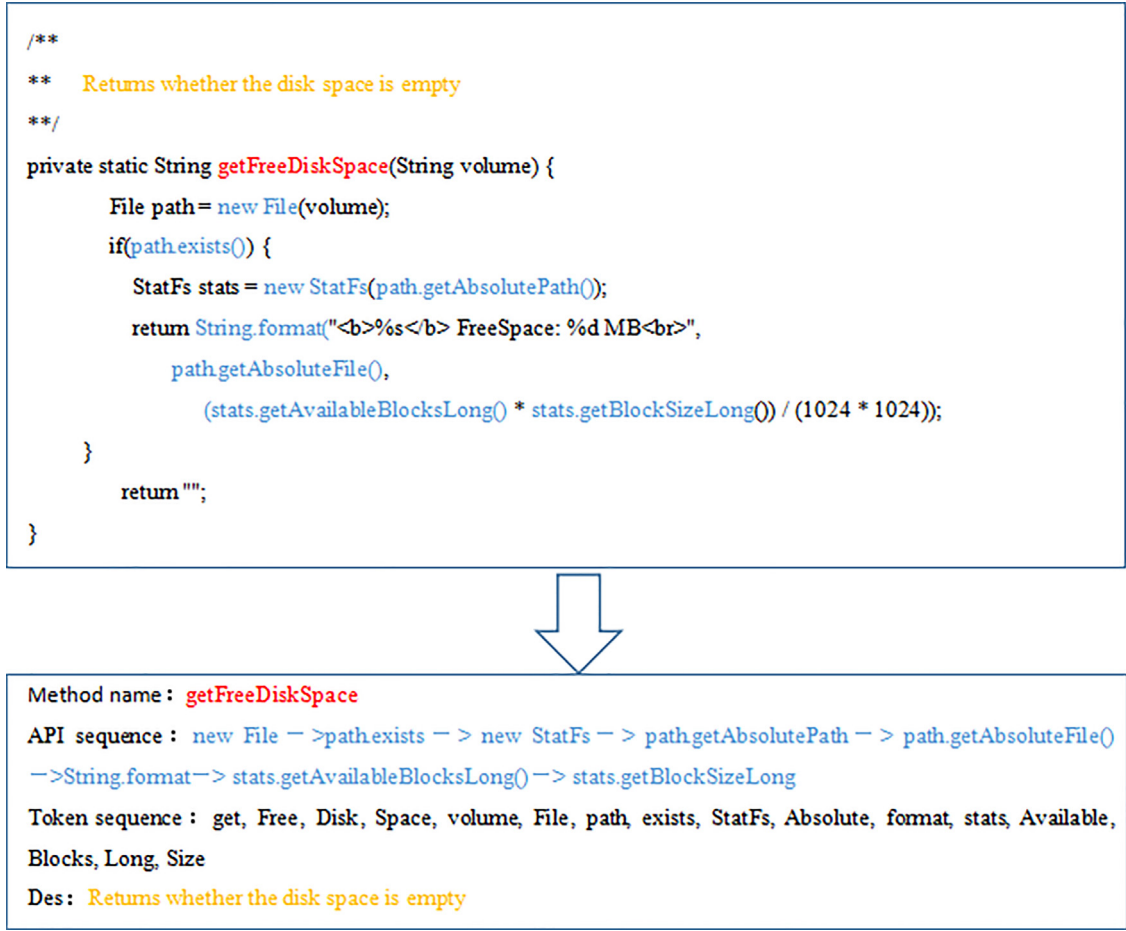 /**
** Returns whether the disk space is empty
**/
private static String getFreeDiskSpace(String volume) {
File path = new File(volume);
if(path.exists()) {
StatFs stats = new StatFs(path.getAbsolutePath());
return String.format("<b>%s</b> FreeSpace: %d MB<br>",
path.getAbsoluteFile(),
(stats.getAvailableBlocksLong() * stats.getBlockSizeLong()) / (1024 * 1024));
}
return "";
}
Method name： getFreeDiskSpace
API sequence： new File — >path.exists — > new StatFs — > path.getAbsolutePath — > path.getAbsoluteFile()
—>String.format—> stats.getAvailableBlocksLong()—> stats.getBlockSizeLong
Token sequence： get, Free, Disk, Space, volume, File, path, exists, StatFs, Absolute, format, stats, Available,
Blocks, Long, Size
Des： Returns whether the disk space is empty